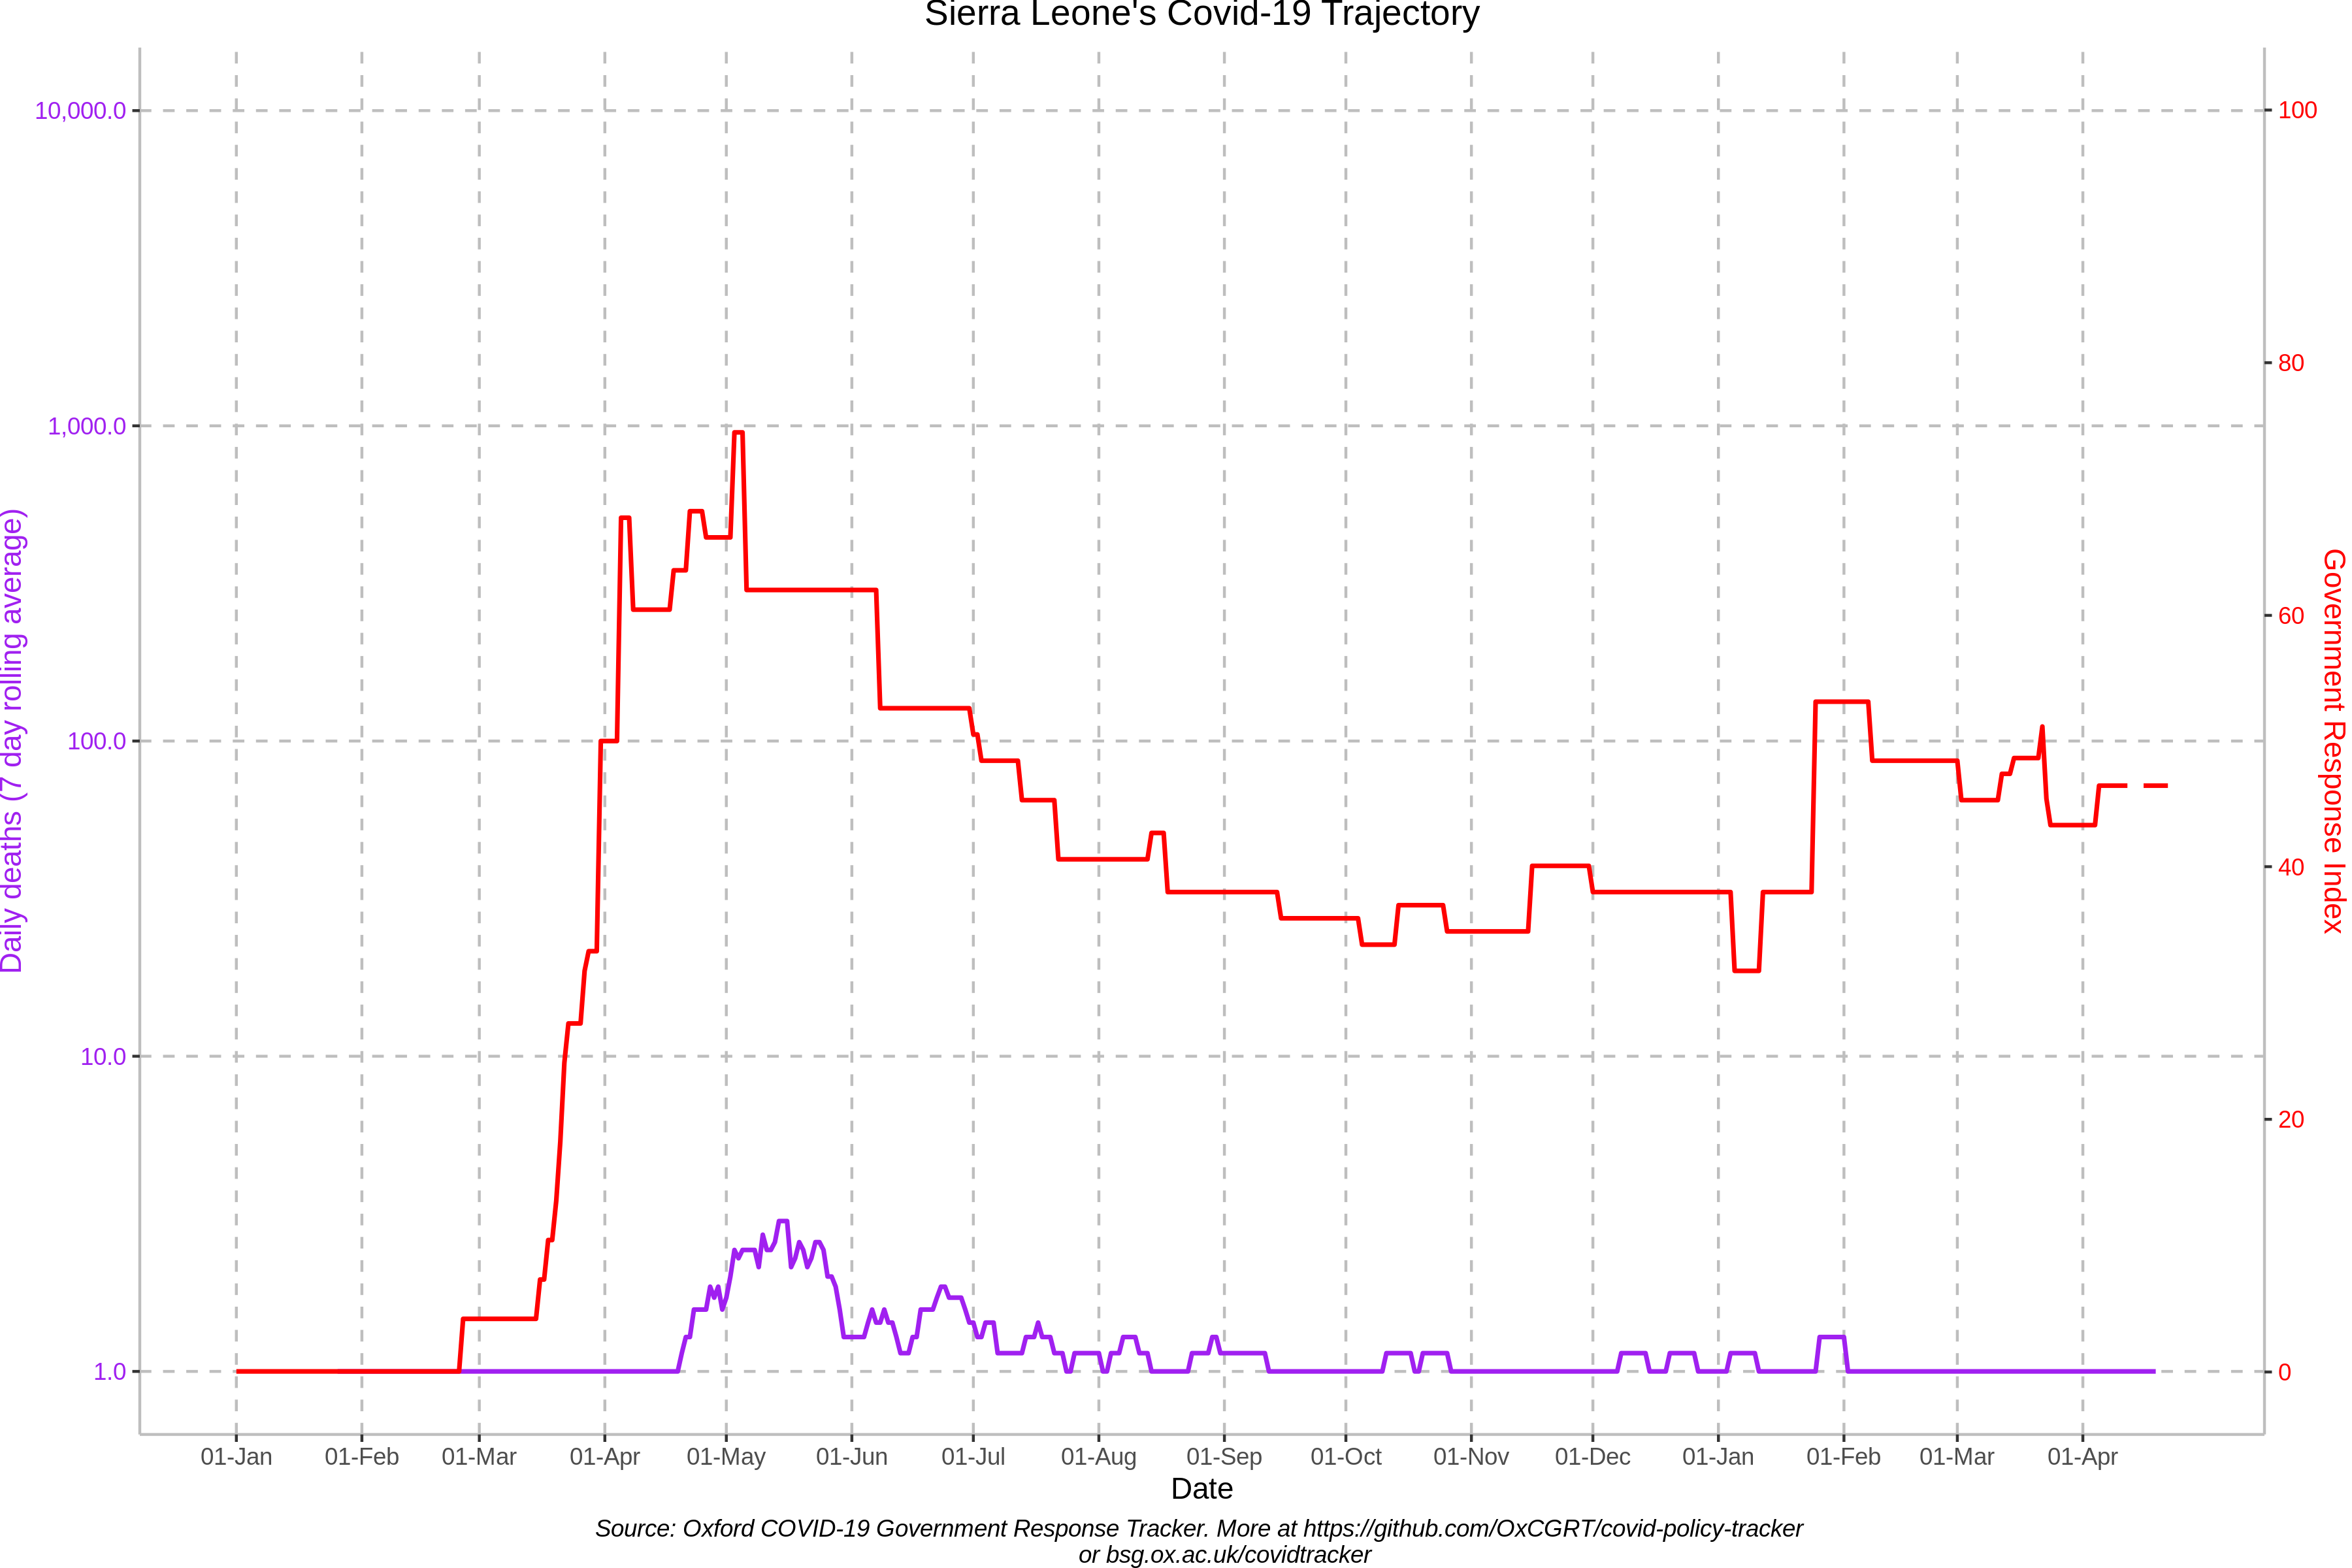 Sierra Leone's Covid-19 Trajectory
10,000.0
1,000.0
100.0
10.0
1.0
Daily deaths (7 day rolling average)
100
80
60
40
20
0
Government Response Index
01-Jan 01-Feb 01-Mar 01-Apr 01-May 01-Jun 01-Jul 01-Aug 01-Sep 01-Oct 01-Nov 01-Dec 01-Jan 01-Feb 01-Mar 01-Apr
Date
Source: Oxford COVID-19 Government Response Tracker. More at https://github.com/OxCGRT/covid-policy-tracker
or bsg.ox.ac.uk/covidtracker